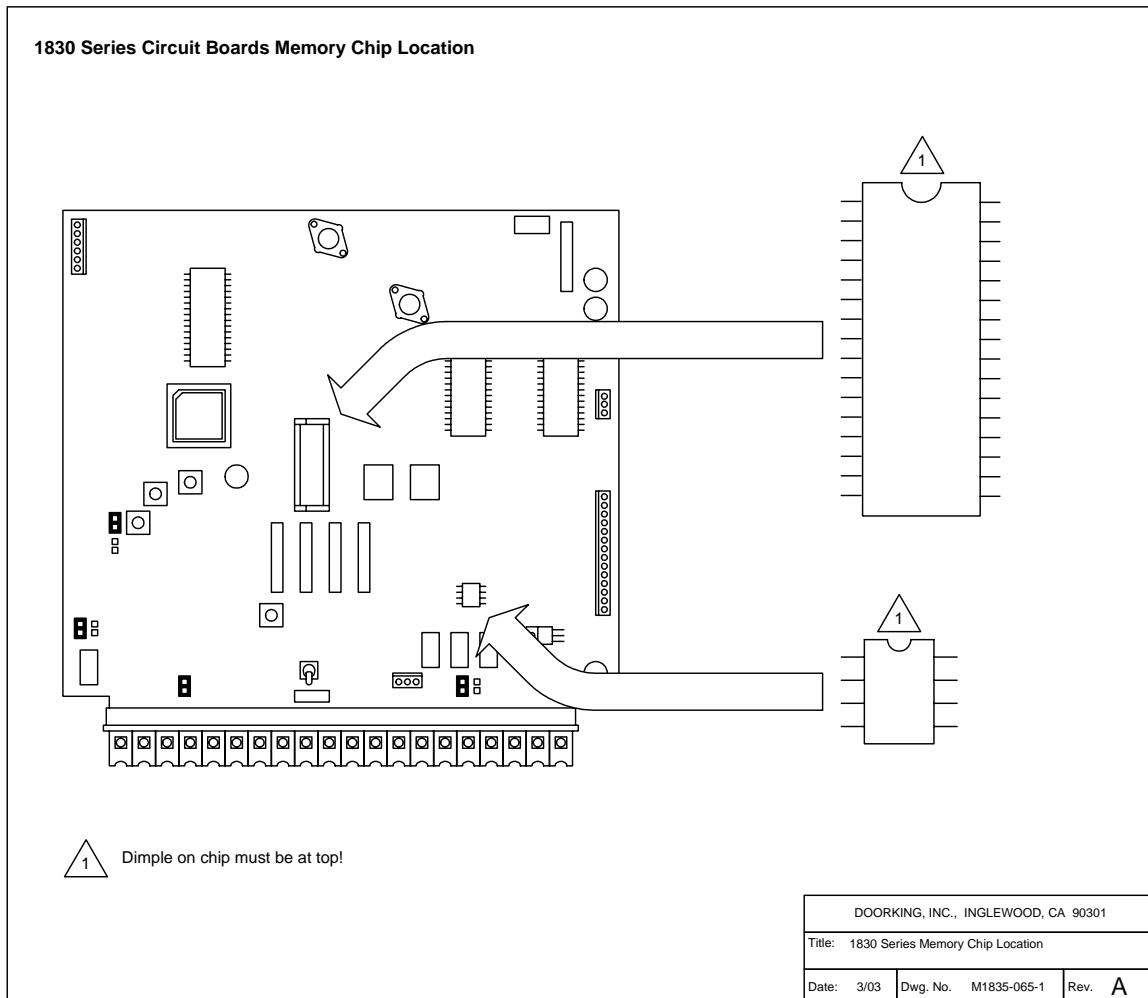 1830 Series Circuit Boards Memory Chip Location
1
1
1 Dimple on chip must be at top!
DOORKING, INC., INGLEWOOD, CA 90301
Title: 1830 Series Memory Chip Location
Date: 3/03 Dwg. No. M1835-065-1 Rev. A